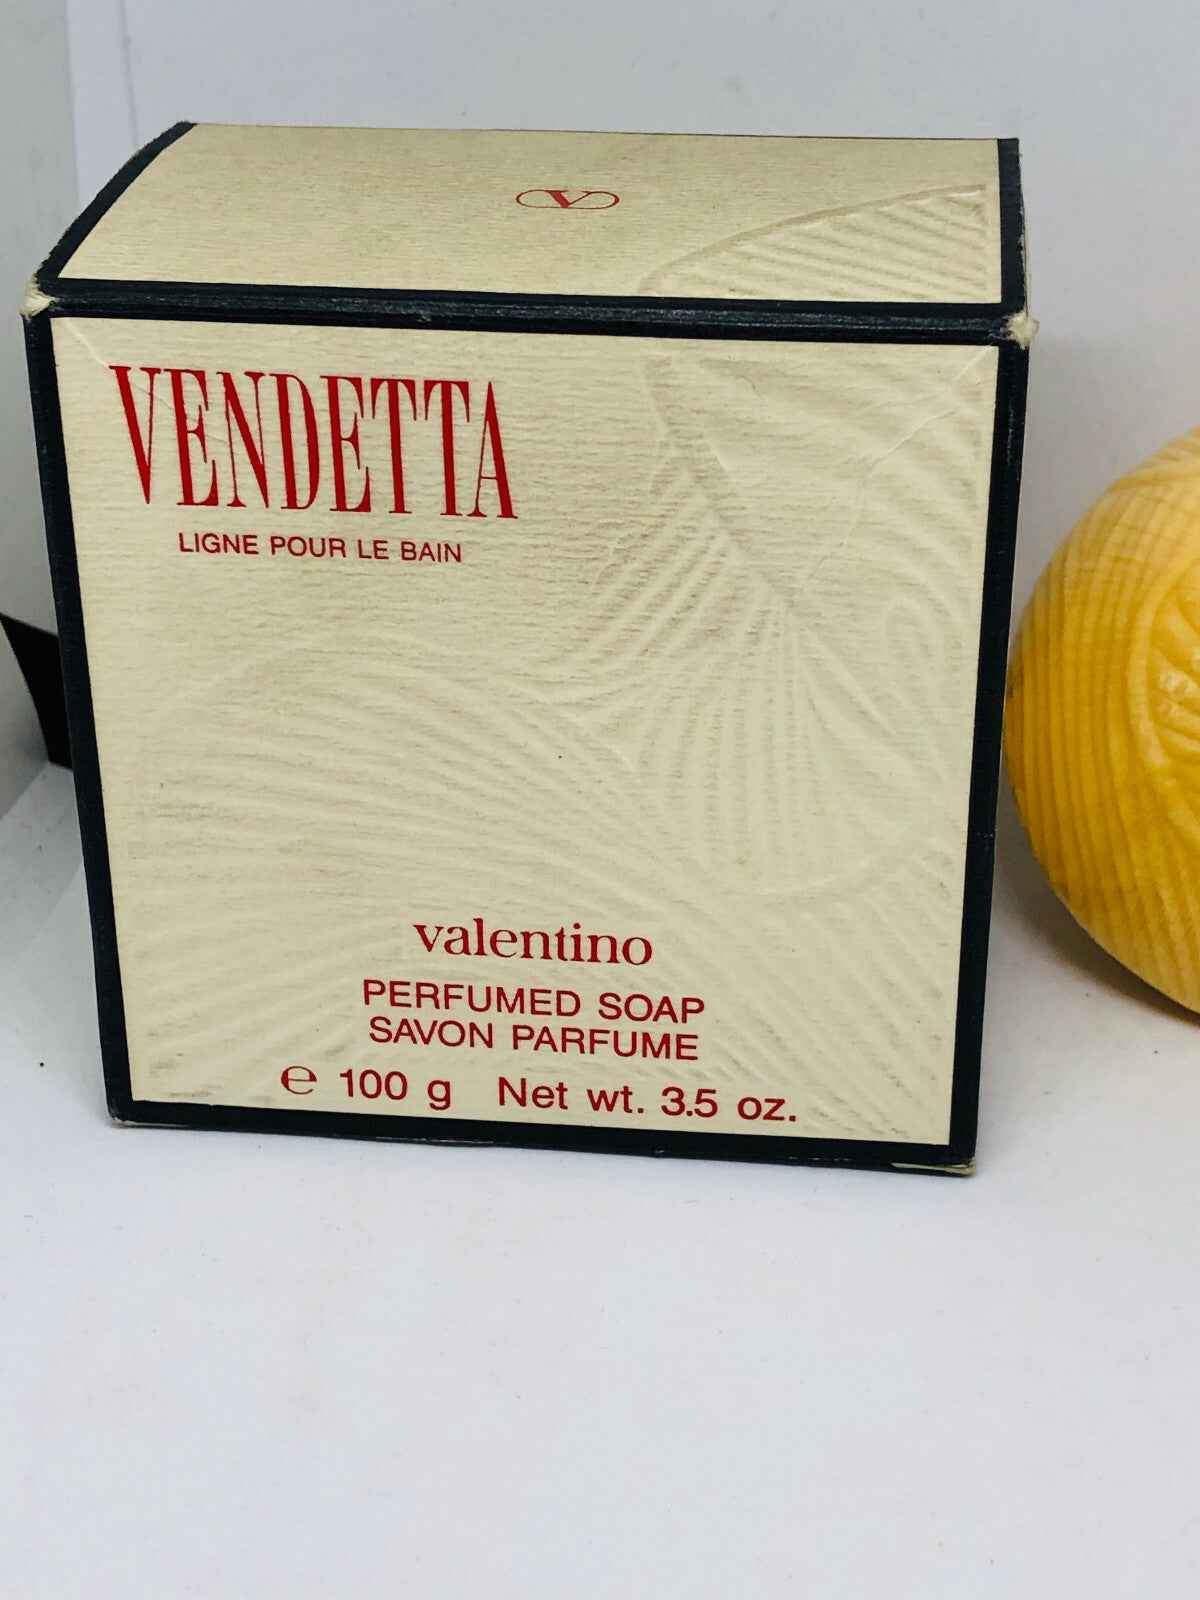 V
VENDETTA
LIGNE POUR LE BAIN
valentino
PERFUMED SOAP
SAVON PARFUME
℮ 100 g Net wt. 3.5 oz.